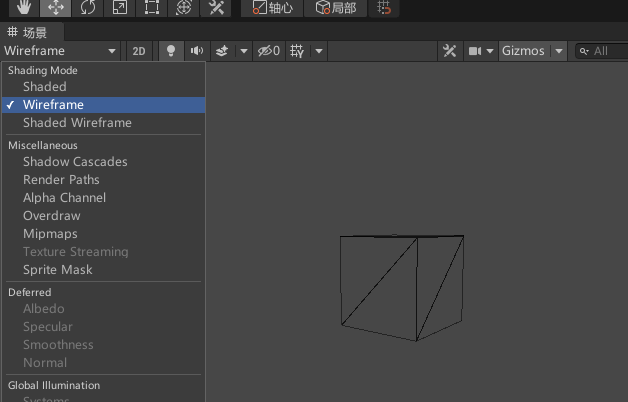 轴心 局部
场景
Wireframe 2D 0 Gizmos All
Shading Mode
Shaded
✓ Wireframe
Shaded Wireframe
Miscellaneous
Shadow Cascades
Render Paths
Alpha Channel
Overdraw
Mipmaps
Texture Streaming
Sprite Mask
Deferred
Albedo
Specular
Smoothness
Normal
Global Illumination
Systems